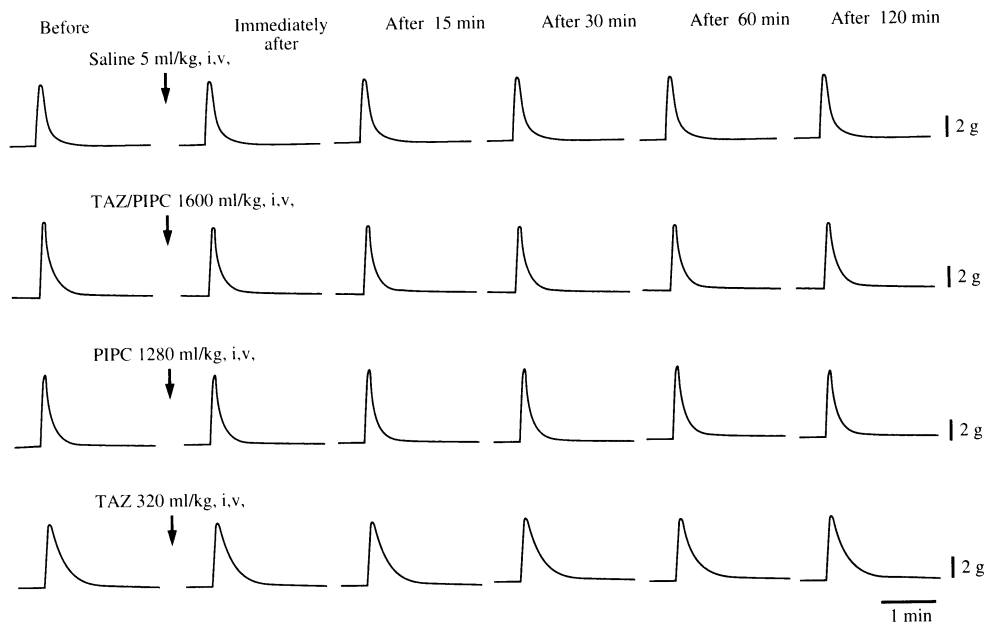 Before
Immediately
after
After 15 min
After 30 min
After 60 min
After 120 min
Saline 5 ml/kg, i,v,
2 g
TAZ/PIPC 1600 ml/kg, i,v,
2 g
PIPC 1280 ml/kg, i,v,
2 g
TAZ 320 ml/kg, i,v,
2 g
1 min